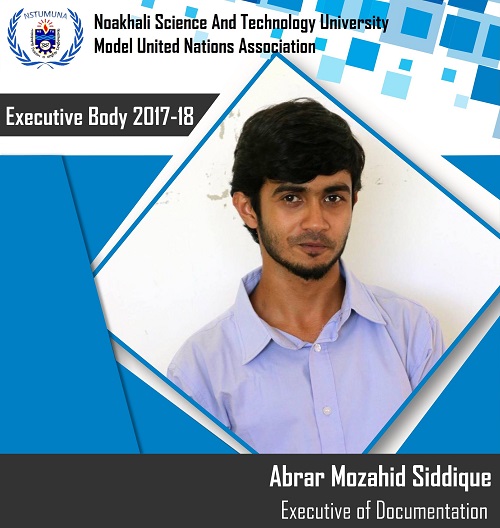 NSTUMUNA
Noakhali Science And Technology University
Model United Nations Association
Executive Body 2017-18
Abrar Mozahid Siddique
Executive of Documentation